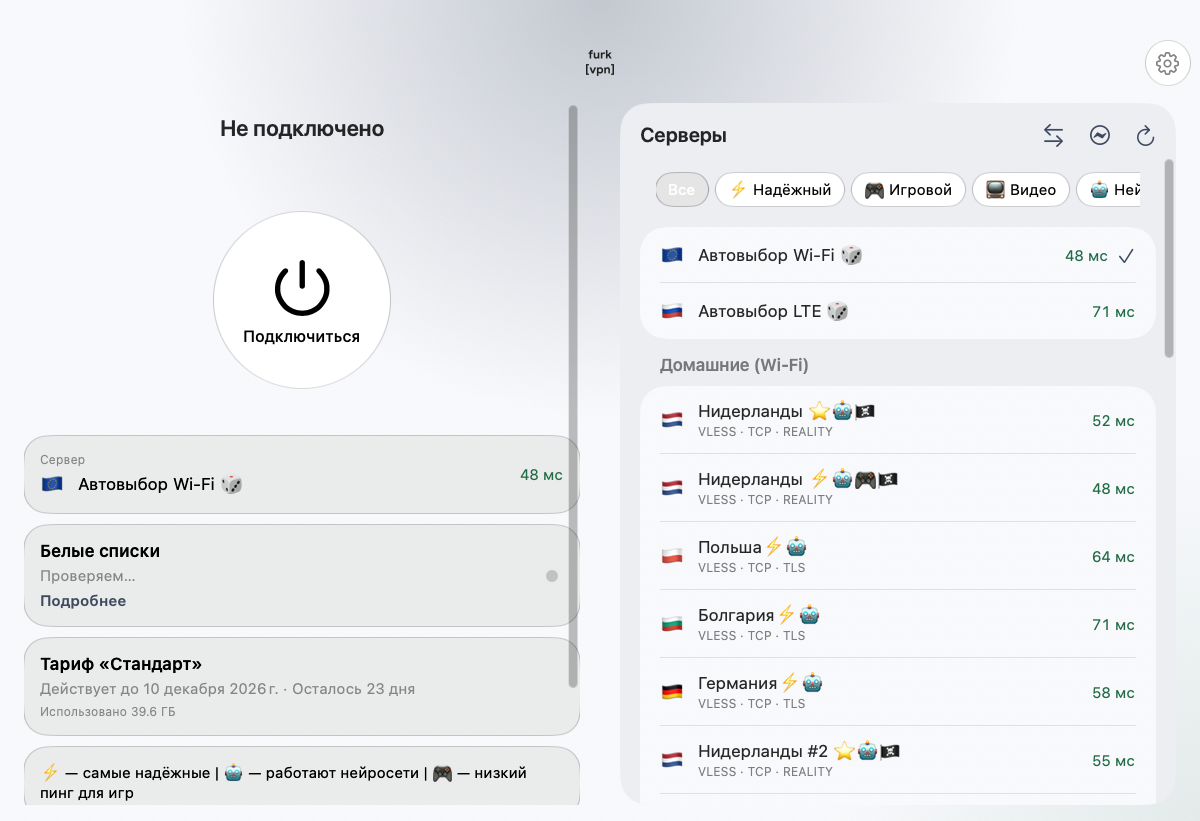 furk
[vpn]
Не подключено
Подключиться
Сервер
Автовыбор Wi-Fi
48 мс
Белые списки
Проверяем…
Подробнее
Тариф «Стандарт»
Действует до 10 декабря 2026 г. · Осталось 23 дня
Использовано 39.6 ГБ
⚡ — самые надёжные | 🤖 — работают нейросети | 🎮 — низкий
пинг для игр
Серверы
Все
⚡ Надёжный
🎮 Игровой
📺 Видео
🤖 Ней
Автовыбор Wi-Fi 🎲
48 мс
Автовыбор LTE 🎲
71 мс
Домашние (Wi-Fi)
Нидерланды ⭐🤖🏴‍☠️
VLESS · TCP · REALITY
52 мс
Нидерланды ⚡🤖🎮🏴‍☠️
VLESS · TCP · REALITY
48 мс
Польша ⚡🤖
VLESS · TCP · TLS
64 мс
Болгария ⚡🤖
VLESS · TCP · TLS
71 мс
Германия ⚡🤖
VLESS · TCP · TLS
58 мс
Нидерланды #2 ⭐🤖🏴‍☠️
VLESS · TCP · REALITY
55 мс